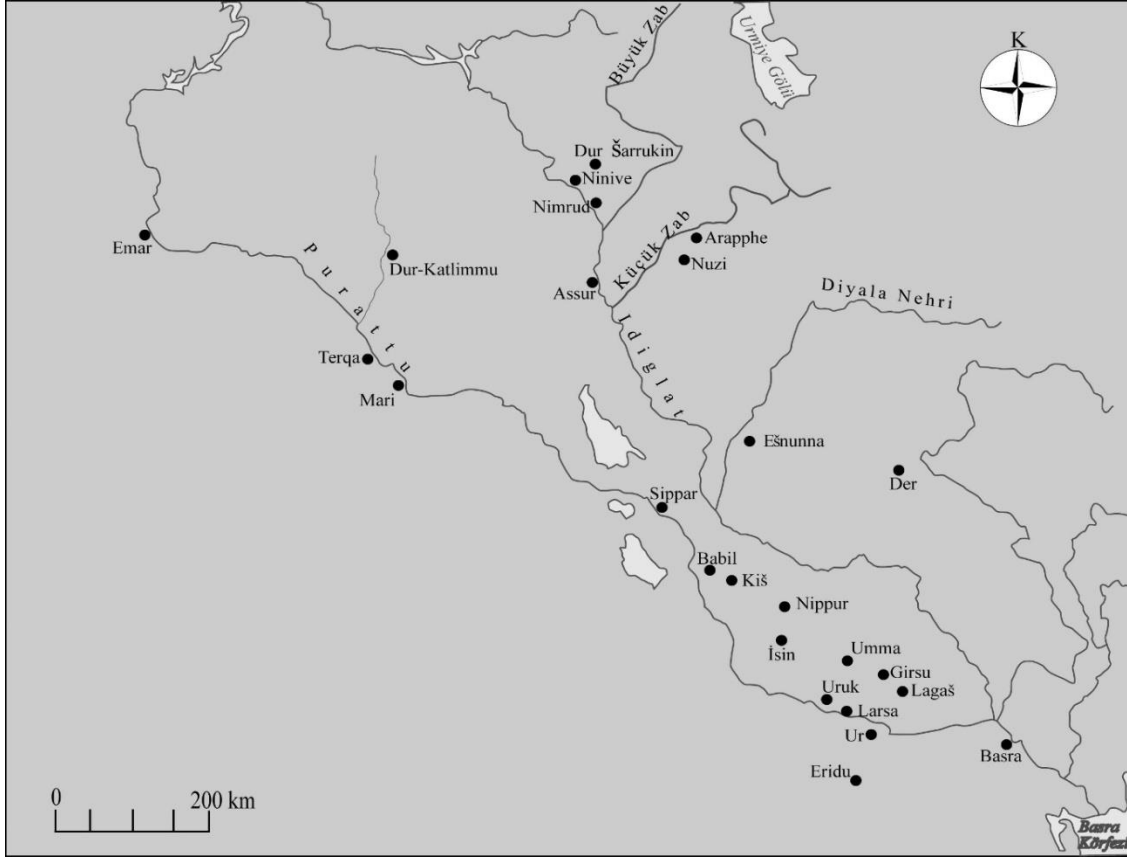 Büyük Zab
Urmiye Gölül
K
Dur Šarrukin
Ninive
Nimrud
Emar
Purattu
Dur-Katlimmu
Assur
Küçük Zab
Arapphe
Nuzi
Idiglat
Diyala Nehri
Terqa
Mari
Ešnunna
Der
Sippar
Babil
Kiš
Nippur
İsin
Umma
Girsu
Lagaš
Uruk
Larsa
Ur
Basra
Eridu
0 200 km
Basra
Körfezi